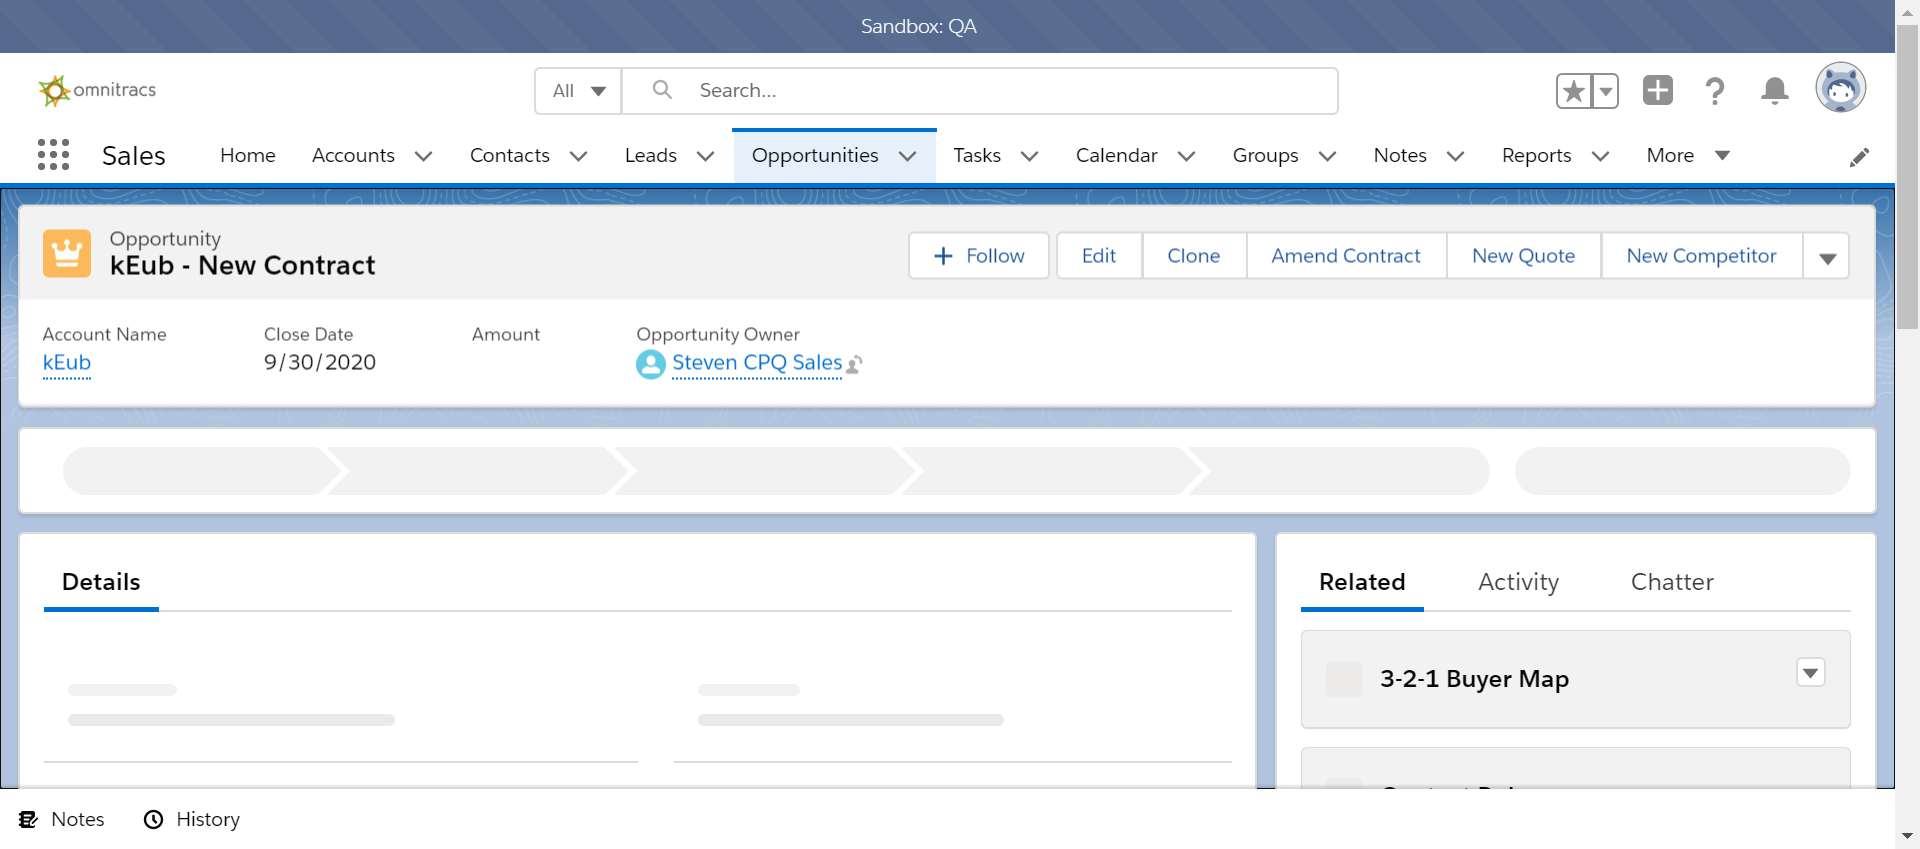 Sandbox: QA
omnitracs
All
Search...
Sales
Home
Accounts
Contacts
Leads
Opportunities
Tasks
Calendar
Groups
Notes
Reports
More
Opportunity
kEub - New Contract
Follow
Edit
Clone
Amend Contract
New Quote
New Competitor
Account Name
Close Date
Amount
Opportunity Owner
kEub
9/30/2020
Steven CPQ Sales
Details
Related
Activity
Chatter
3-2-1 Buyer Map
Notes
History